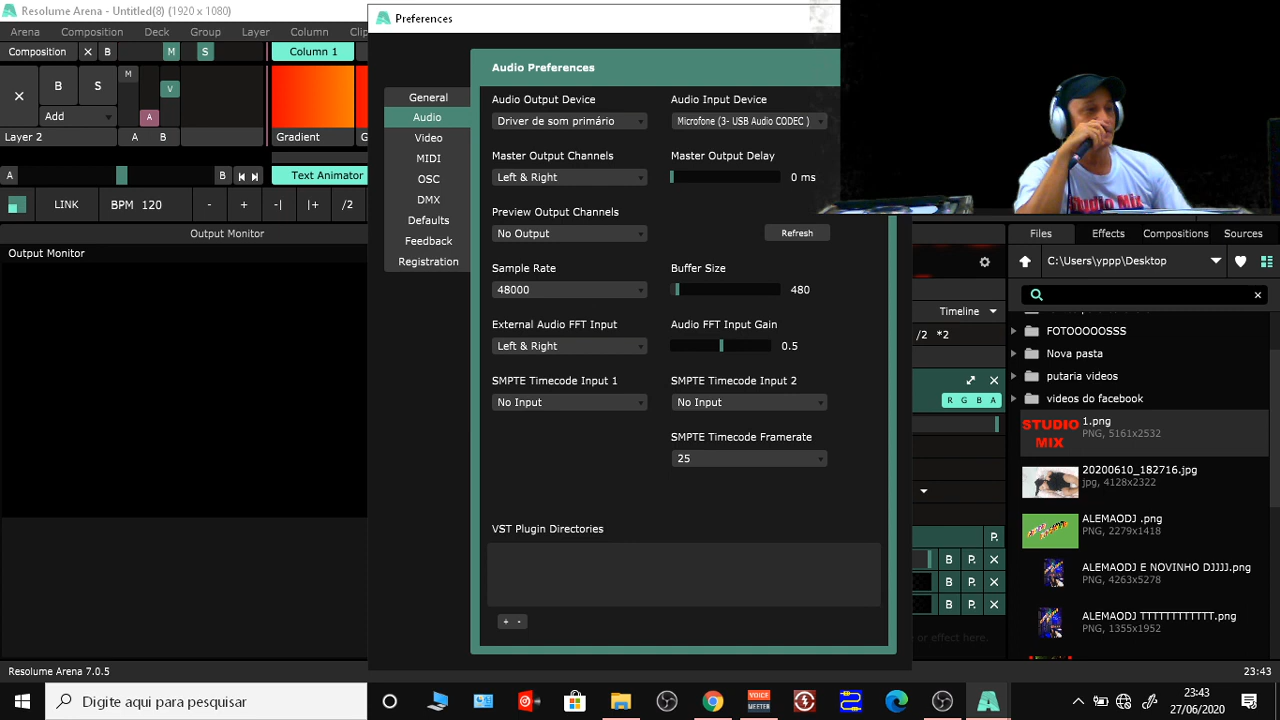 Resolume Arena - Untitled(8) (1920 x 1080)
Arena Composition Deck Group Layer Column Clip
Composition X B M S Column 1
B S M V
Add A
Layer 2 A B Gradient
A B Text Animator
LINK BPM 120 - + -| |+ /2
Output Monitor
Output Monitor
Preferences
Audio Preferences
General
Audio
Video
MIDI
OSC
DMX
Defaults
Feedback
Registration
Audio Output Device Audio Input Device
Driver de som primário Microfone (3- USB Audio CODEC )
Master Output Channels Master Output Delay
Left & Right 0 ms
Preview Output Channels
No Output Refresh
Sample Rate Buffer Size
48000 480
External Audio FFT Input Audio FFT Input Gain
Left & Right 0.5
SMPTE Timecode Input 1 SMPTE Timecode Input 2
No Input No Input
SMPTE Timecode Framerate
25
VST Plugin Directories
+ -
STUDIO MIX
Timeline
/2 *2
R G B A
P.
B P. X
B P. X
B P. X
or effect here.
Files Effects Compositions Sources
C:\Users\yppp\Desktop
FOTOOOOSSS
Nova pasta
putaria videos
videos do facebook
STUDIO
MIX
1.png
PNG, 5161x2532
20200610_182716.jpg
jpg, 4128x2322
ALEMAODJ .png
PNG, 2279x1418
ALEMAODJ E NOVINHO DJJJJ.png
PNG, 4263x5278
ALEMAODJ TTTTTTTTTTT.png
PNG, 1355x1952
Resolume Arena 7.0.5 23:43
Digite aqui para pesquisar
VOICE
MEETER
23:43
27/06/2020